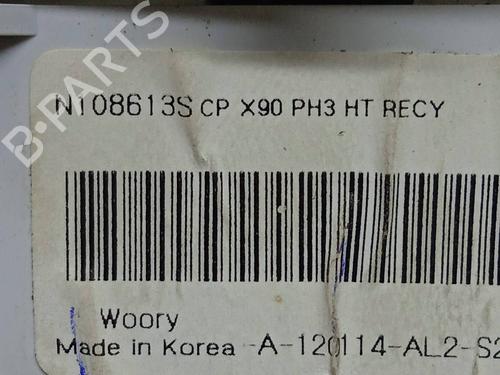 B-PARTS
N108613S CP X90 PH3 HT RECY
Woory
Made in Korea -A-120114-AL2-S2